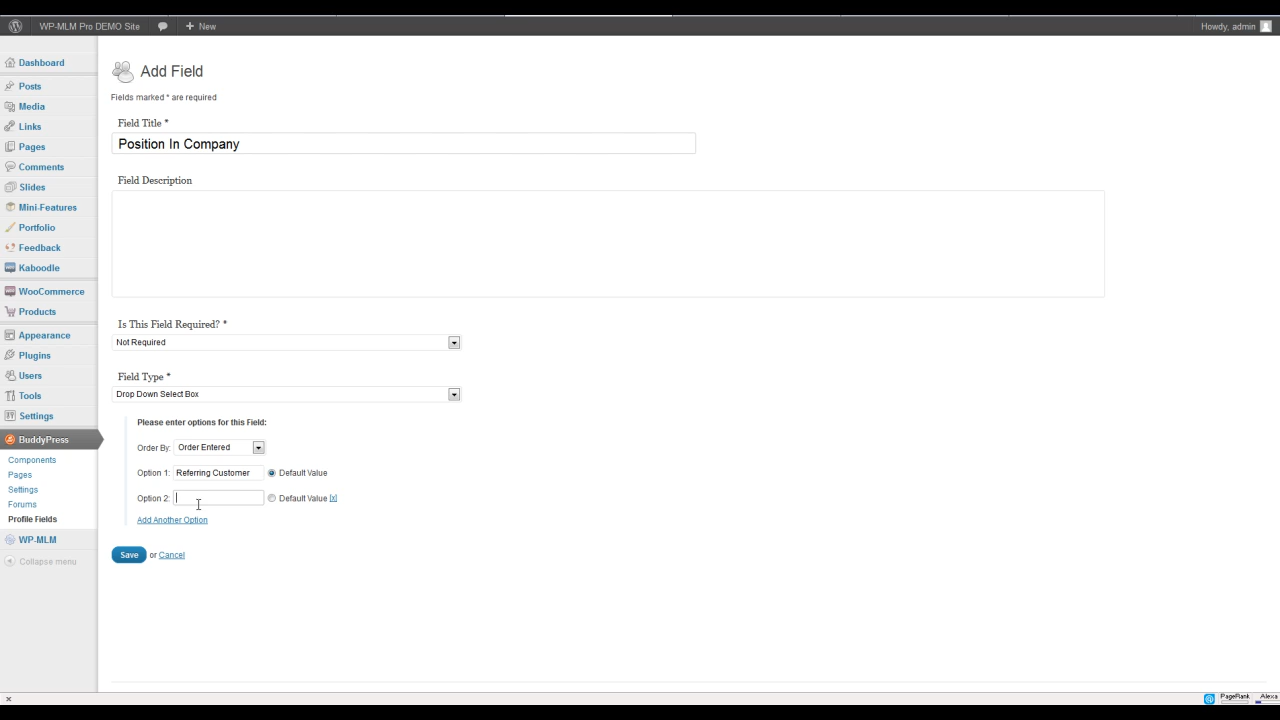 WP-MLM Pro DEMO Site
+ New
Howdy, admin
Dashboard
Posts
Media
Links
Pages
Comments
Slides
Mini-Features
Portfolio
Feedback
Kaboodle
WooCommerce
Products
Appearance
Plugins
Users
Tools
Settings
BuddyPress
Components
Pages
Settings
Forums
Profile Fields
WP-MLM
Collapse menu
Add Field
Fields marked * are required
Field Title *
Position In Company
Field Description
Is This Field Required? *
Not Required
Field Type *
Drop Down Select Box
Please enter options for this Field:
Order By: Order Entered
Option 1: Referring Customer Default Value
Option 2: Default Value [x]
Add Another Option
Save or Cancel
PageRank Alexa